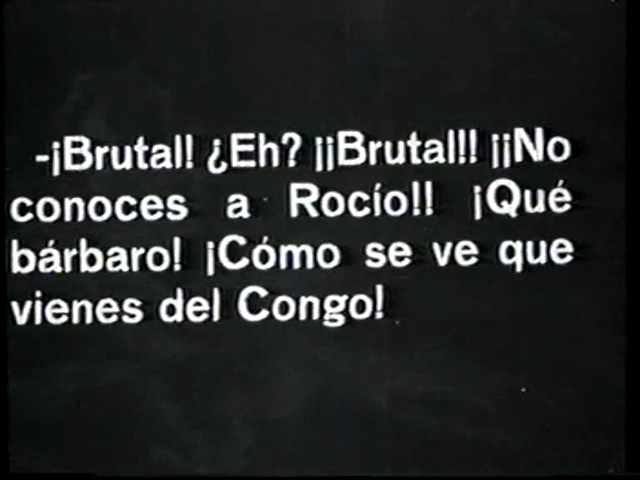 -¡Brutal! ¿Eh? ¡¡Brutal!! ¡¡No
conoces a Rocío!! ¡Qué
bárbaro! ¡Cómo se ve que
vienes del Congo!